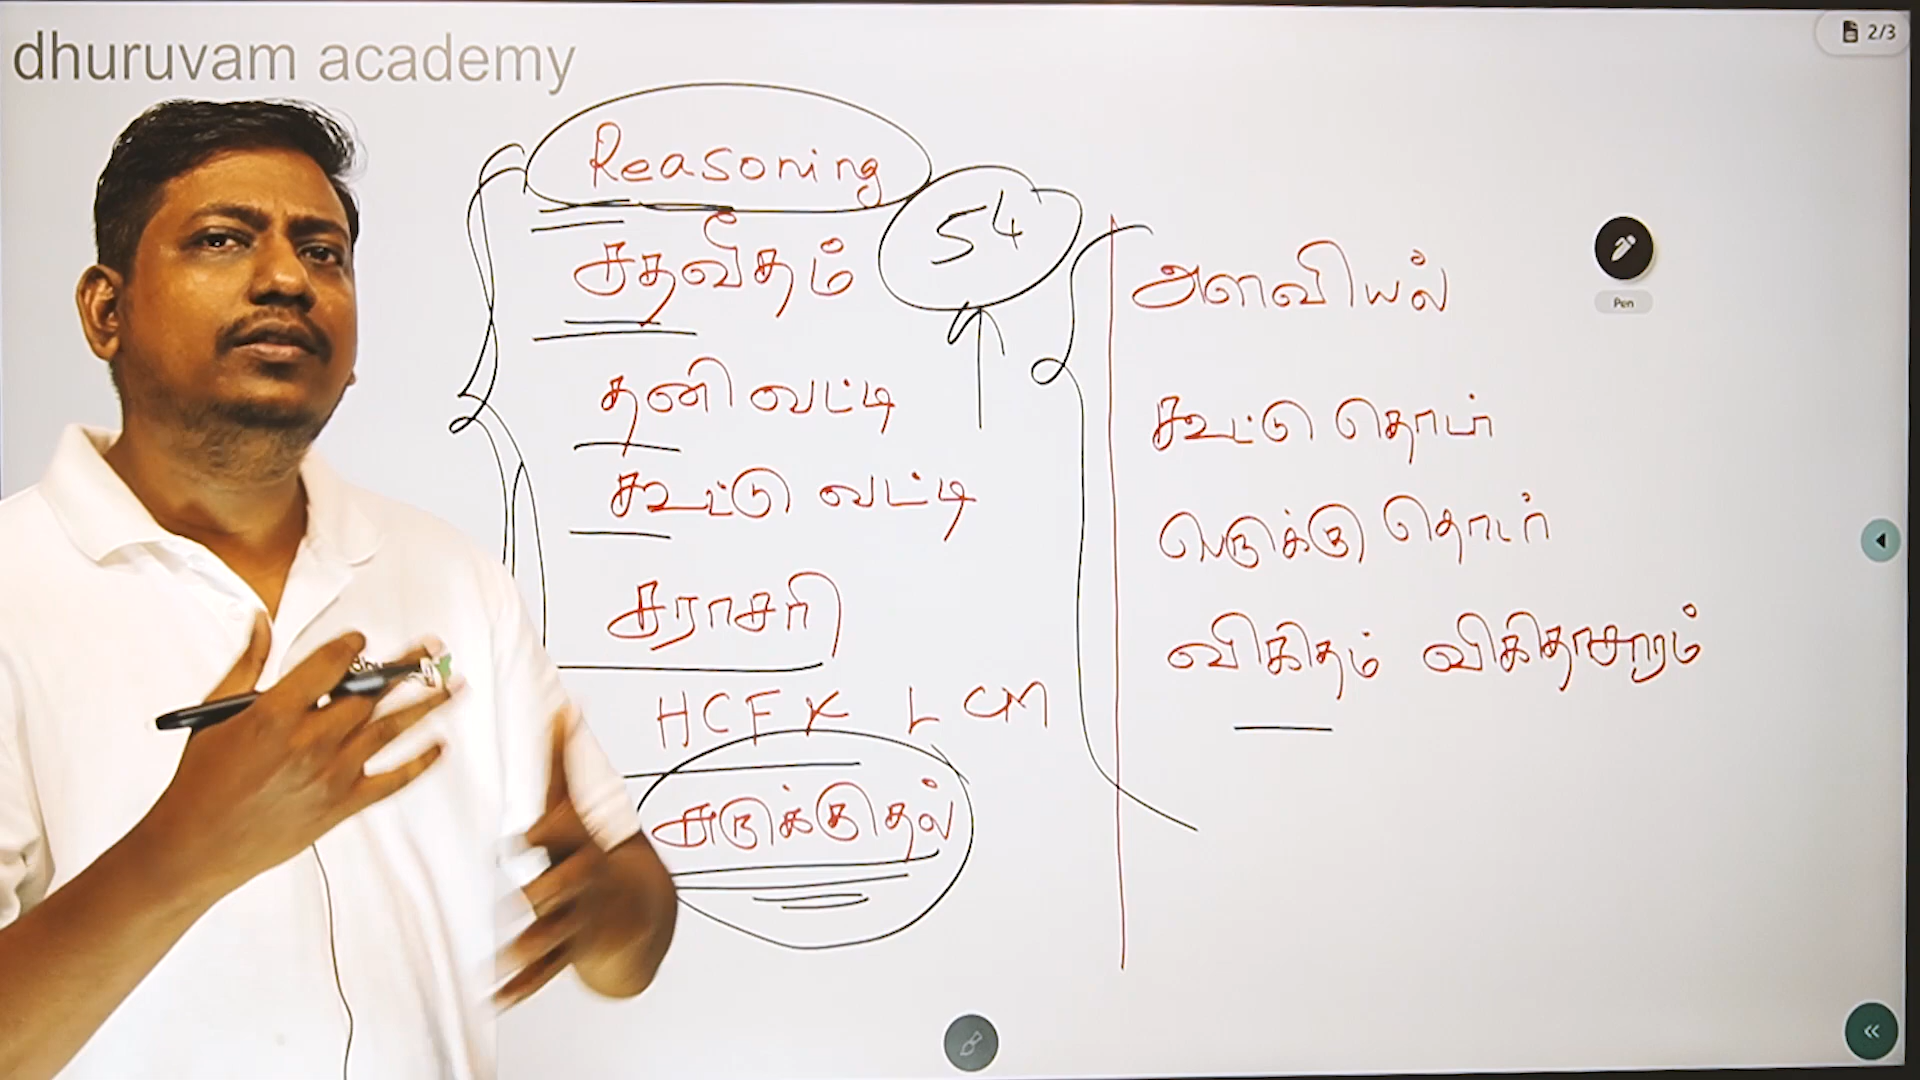 dhuruvam academy
2/3
Reasoning
54
சதவீதம்
தனி வட்டி
கூட்டு வட்டி
சராசரி
HCF X LCM
சுருக்குதல்
அளவியல்
கூட்டு தொடர்
பெருக்கு தொடர்
விகிதம் விகிதாசாரம்
Pen